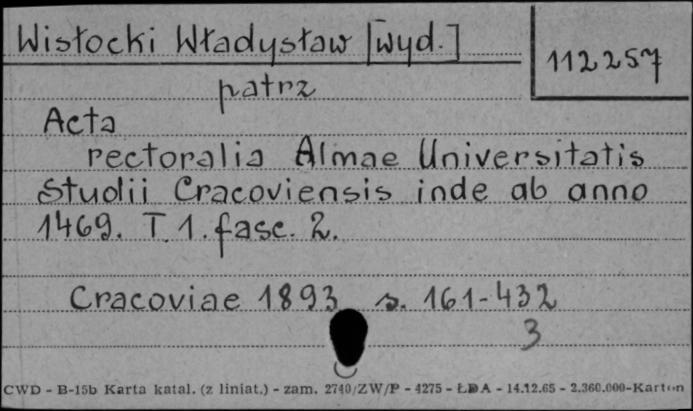 Wisłocki Władysław [wyd.]
112257
patrz
Acta
rectoralia Almae Universitatis
Studii Cracoviensis inde ab anno
1469. T. 1. fasc. 2.
Cracoviae 1893 s. 161-432
3
CWD - B-15b Karta katal. (z liniat.) - zam. 2740/ZW/P - 4275 - ŁDA - 14.12.65 - 2.360.000-Karton